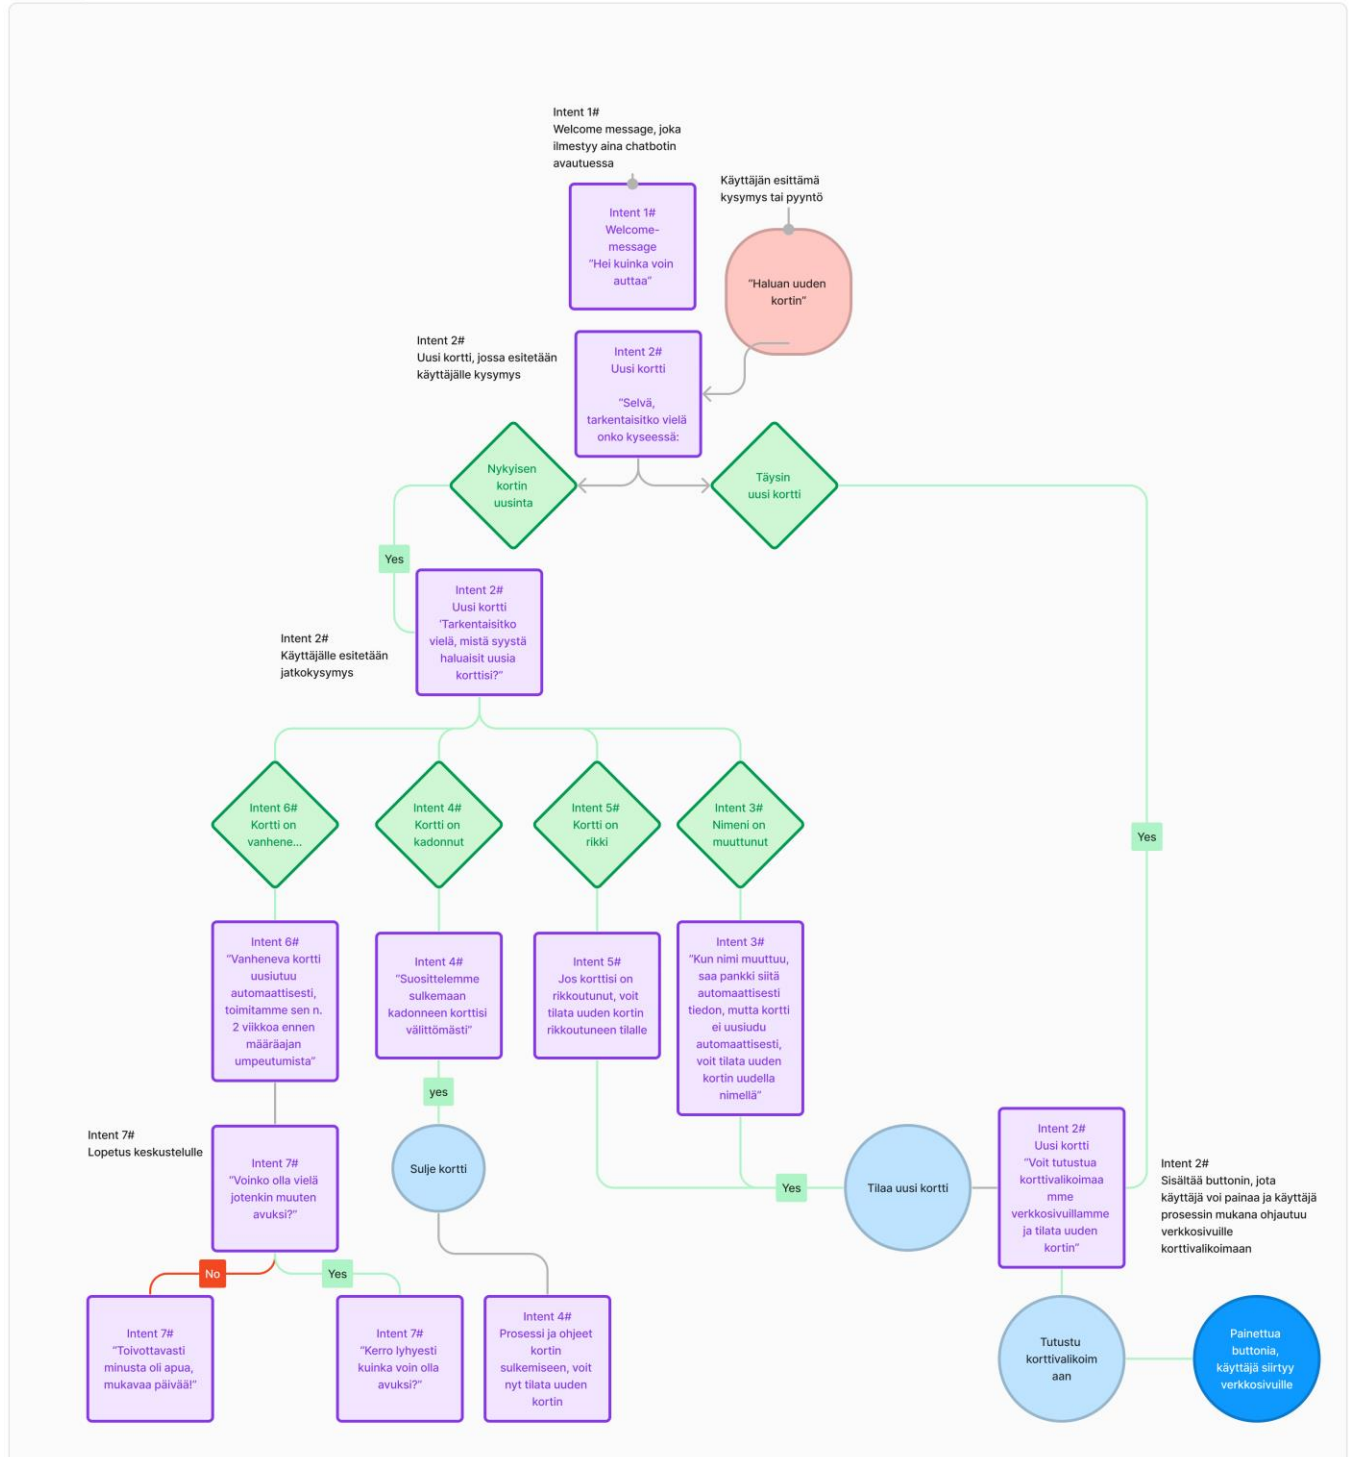 Intent 1#
Welcome message, joka
ilmestyy aina chatbotin
avautuessa
Käyttäjän esittämä
kysymys tai pyyntö
Intent 1#
Welcome-
message
"Hei kuinka voin
auttaa"
"Haluan uuden
kortin"
Intent 2#
Uusi kortti, jossa esitetään
käyttäjälle kysymys
Intent 2#
Uusi kortti
"Selvä,
tarkentaisitko vielä
onko kyseessä:
Nykyisen
kortin
uusinta
Täysin
uusi kortti
Yes
Intent 2#
Uusi kortti
'Tarkentaisitko
vielä, mistä syystä
haluaisit uusia
korttisi?"
Intent 2#
Käyttäjälle esitetään
jatkokysymys
Intent 6#
Kortti on
vanhene...
Intent 4#
Kortti on
kadonnut
Intent 5#
Kortti on
rikki
Intent 3#
Nimeni on
muuttunut
Yes
Intent 6#
"Vanheneva kortti
uusiutuu
automaattisesti,
toimitamme sen n.
2 viikkoa ennen
määräajan
umpeutumista"
Intent 4#
"Suosittelemme
sulkemaan
kadonneen korttisi
välittömästi"
Intent 5#
Jos korttisi on
rikkoutunut, voit
tilata uuden kortin
rikkoutuneen tilalle
Intent 3#
"Kun nimi muuttuu,
saa pankki siitä
automaattisesti
tiedon, mutta kortti
ei uusiudu
automaattisesti,
voit tilata uuden
kortin uudella
nimellä"
yes
Intent 7#
Lopetus keskustelulle
Intent 7#
"Voinko olla vielä
jotenkin muuten
avuksi?"
Sulje kortti
Yes
Tilaa uusi kortti
Intent 2#
Uusi kortti
"Voit tutustua
korttivalikoimaa
mme
verkkosivuillamme
ja tilata uuden
kortin"
Intent 2#
Sisältää buttonin, jota
käyttäjä voi painaa ja käyttäjä
prosessin mukana ohjautuu
verkkosivuille
korttivalikoimaan
No
Yes
Intent 7#
"Toivottavasti
minusta oli apua,
mukavaa päivää!"
Intent 7#
"Kerro lyhyesti
kuinka voin olla
avuksi?"
Intent 4#
Prosessi ja ohjeet
kortin
sulkemiseen, voit
nyt tilata uuden
kortin
Tutustu
korttivalikoim
aan
Painettua
buttonia,
käyttäjä siirtyy
verkkosivuille